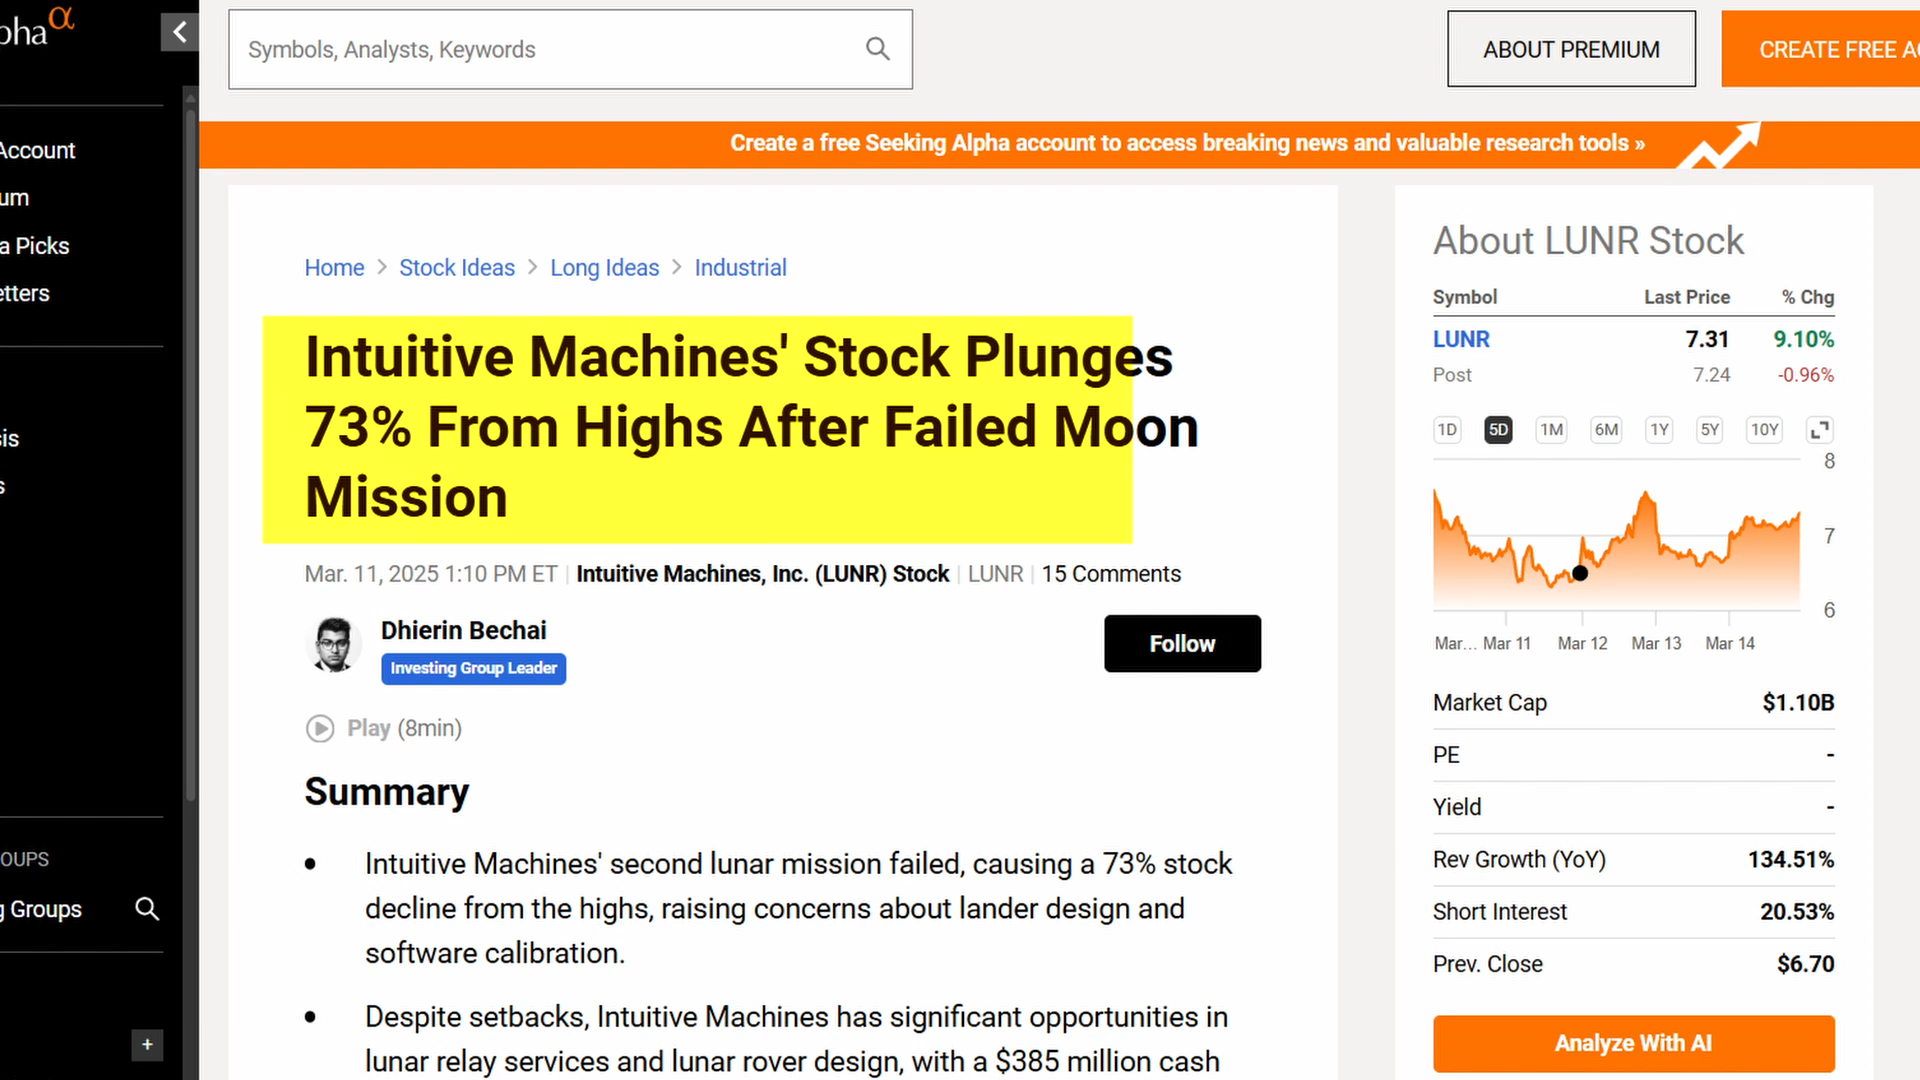 α
Symbols, Analysts, Keywords
ABOUT PREMIUM
CREATE FREE
Create a free Seeking Alpha account to access breaking news and valuable research tools »
Account
Picks
Groups
+
Home > Stock Ideas > Long Ideas > Industrial
Intuitive Machines' Stock Plunges
73% From Highs After Failed Moon
Mission
Mar. 11, 2025 1:10 PM ET | Intuitive Machines, Inc. (LUNR) Stock | LUNR | 15 Comments
Dhierin Bechai
Investing Group Leader
Follow
Play (8min)
Summary
• Intuitive Machines' second lunar mission failed, causing a 73% stock
decline from the highs, raising concerns about lander design and
software calibration.
• Despite setbacks, Intuitive Machines has significant opportunities in
lunar relay services and lunar rover design, with a $385 million cash
About LUNR Stock
Symbol Last Price % Chg
LUNR 7.31 9.10%
Post 7.24 -0.96%
1D 5D 1M 6M 1Y 5Y 10Y
8
7
6
Mar... Mar 11 Mar 12 Mar 13 Mar 14
Market Cap $1.10B
PE -
Yield -
Rev Growth (YoY) 134.51%
Short Interest 20.53%
Prev. Close $6.70
Analyze With AI